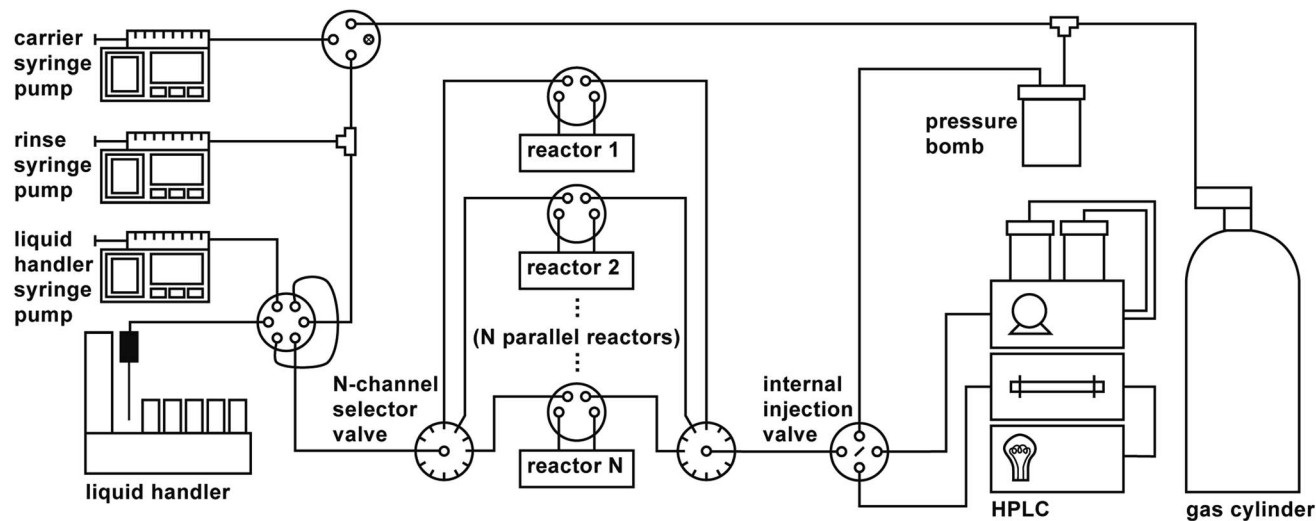 carrier
syringe
pump
rinse
syringe
pump
liquid
handler
syringe
pump
liquid handler
N-channel
selector
valve
reactor 1
reactor 2
(N parallel reactors)
reactor N
internal
injection
valve
pressure
bomb
HPLC
gas cylinder